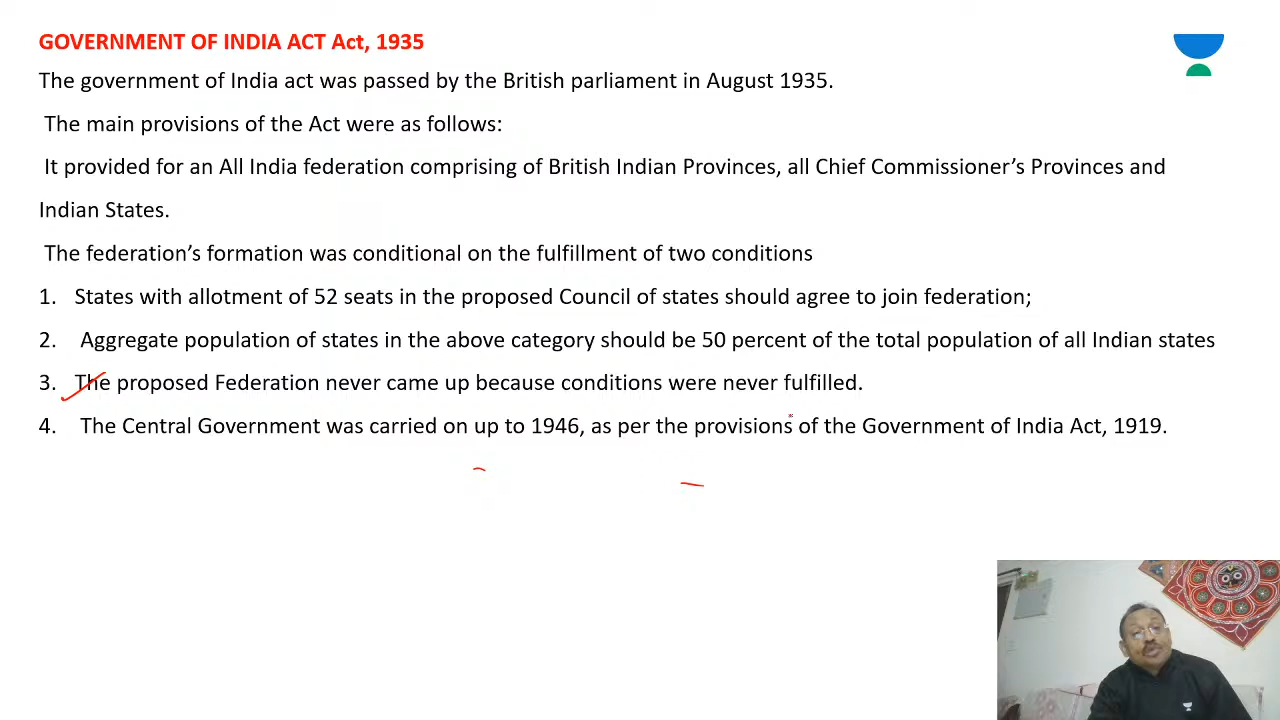 GOVERNMENT OF INDIA ACT Act, 1935
The government of India act was passed by the British parliament in August 1935.
The main provisions of the Act were as follows:
It provided for an All India federation comprising of British Indian Provinces, all Chief Commissioner’s Provinces and
Indian States.
The federation’s formation was conditional on the fulfillment of two conditions
1. States with allotment of 52 seats in the proposed Council of states should agree to join federation;
2. Aggregate population of states in the above category should be 50 percent of the total population of all Indian states
3. The proposed Federation never came up because conditions were never fulfilled.
4. The Central Government was carried on up to 1946, as per the provisions of the Government of India Act, 1919.